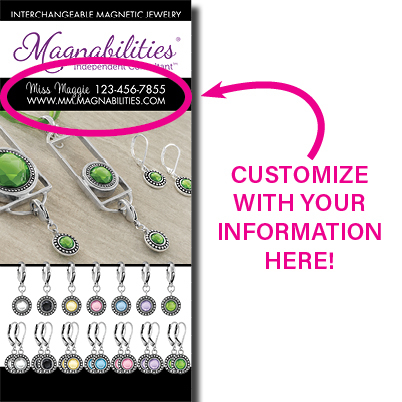 INTERCHANGEABLE MAGNETIC JEWELRY
Magnabilities®
Independent Consultant™
Miss Maggie 123-456-7855
WWW.MM.MAGNABILITIES.COM
CUSTOMIZE
WITH YOUR
INFORMATION
HERE!